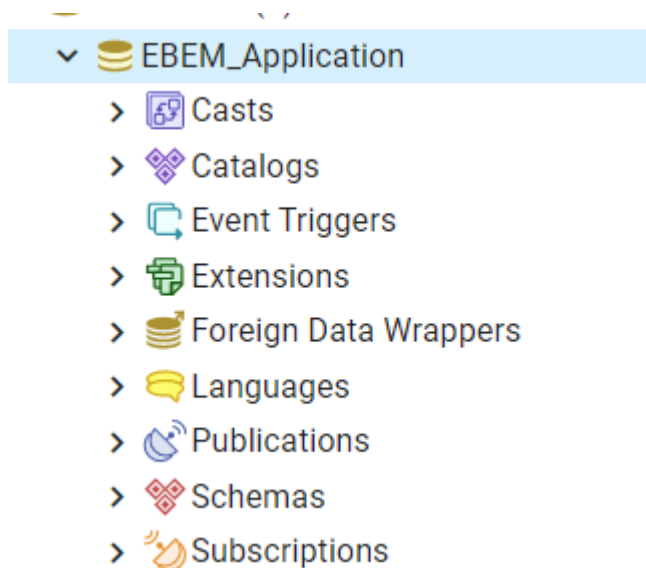 EBEM_Application
Casts
Catalogs
Event Triggers
Extensions
Foreign Data Wrappers
Languages
Publications
Schemas
Subscriptions